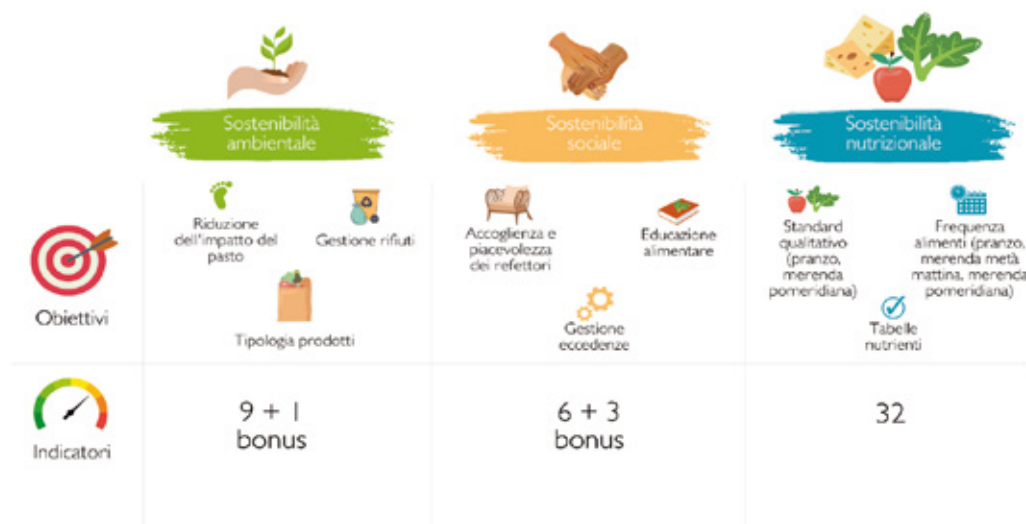 Sostenibilità
ambientale
Sostenibilità
sociale
Sostenibilità
nutrizionale
Obiettivi
Riduzione
dell'impatto del
pasto
Gestione rifiuti
Tipologia prodotti
Accoglienza e
piacevolezza
dei refettori
Educazione
alimentare
Gestione
eccedenze
Standard
qualitativo
(pranzo,
merenda
pomeridiana)
Frequenza
alimenti (pranzo,
merenda metà
mattina, merenda
pomeridiana)
Tabelle
nutrienti
Indicatori
9 + 1
bonus
6 + 3
bonus
32